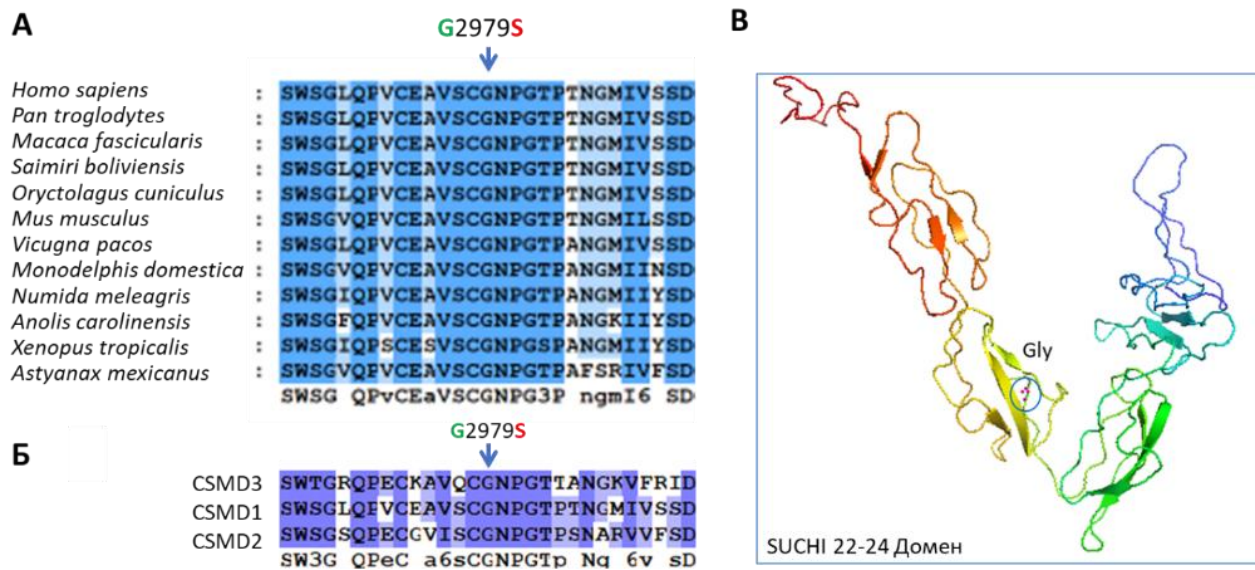 А
G2979S
Homo sapiens : SWSGLQPVCEAVSCGNPGTPTNGMIVSSD
Pan troglodytes : SWSGLQPVCEAVSCGNPGTPTNGMIVSSD
Macaca fascicularis : SWSGLQPVCEAVSCGNPGTPTNGMIVSSD
Saimiri boliviensis : SWSGLQPVCEAVSCGNPGTPTNGMIVSSD
Oryctolagus cuniculus : SWSGLQPVCEAVSCGNPGTPTNGMIVSSD
Mus musculus : SWSGVQPVCEAVSCGNPGTPTNGMILSSD
Vicugna pacos : SWSGLQPVCEAVSCGNPGTPANGMIVSSD
Monodelphis domestica : SWSGVQPVCEAVSCGNPGTPANGMIINSD
Numida meleagris : SWSGIQPVCEAVSCGNPGTPANGMIIYSD
Anolis carolinensis : SWSGFQPVCEAVSCGNPGSPANGKIIYSD
Xenopus tropicalis : SWSGIQPSCESVSCGNPGSPANGMIVYSD
Astyanax mexicanus : SWSGVQPVCEAVSCGNPGTPAFSRIVFSD
SWSG QPvCEaVSCGNPG3P ngmI6 SD
Б
G2979S
CSMD3 SWTGRQPECKAVQCGNPGTTANGKVFRID
CSMD1 SWSGLQPVCEAVSCGNPGTPTNGMIVSSD
CSMD2 SWSGSQPECGVISCGNPGTPSNARVVFSD
SW3G QPeC a6sCGNPGTp Ng 6v sD
В
Gly
SUCHI 22-24 Домен